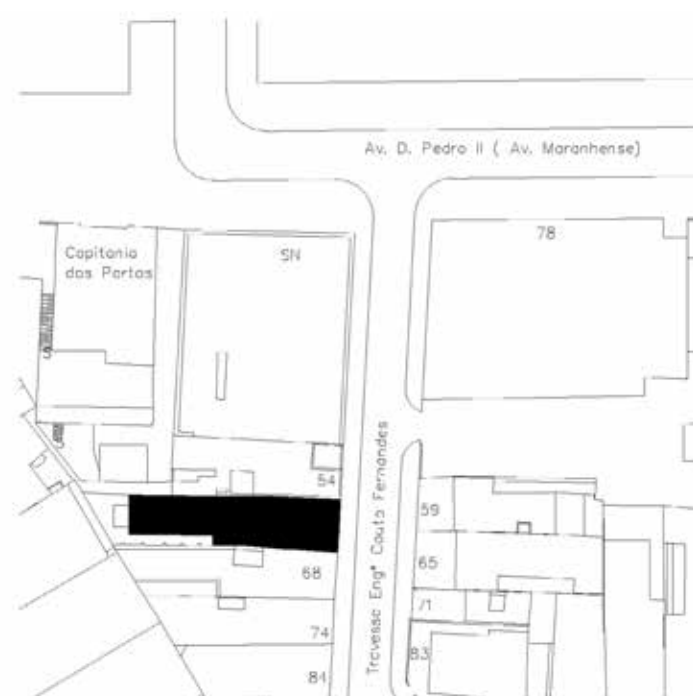 Av. D. Pedro II ( Av. Maranhense)
78
Capitania
dos Portos
SN
54
Travessa Engº Couto Fernandes
59
68
65
71
74
83
84